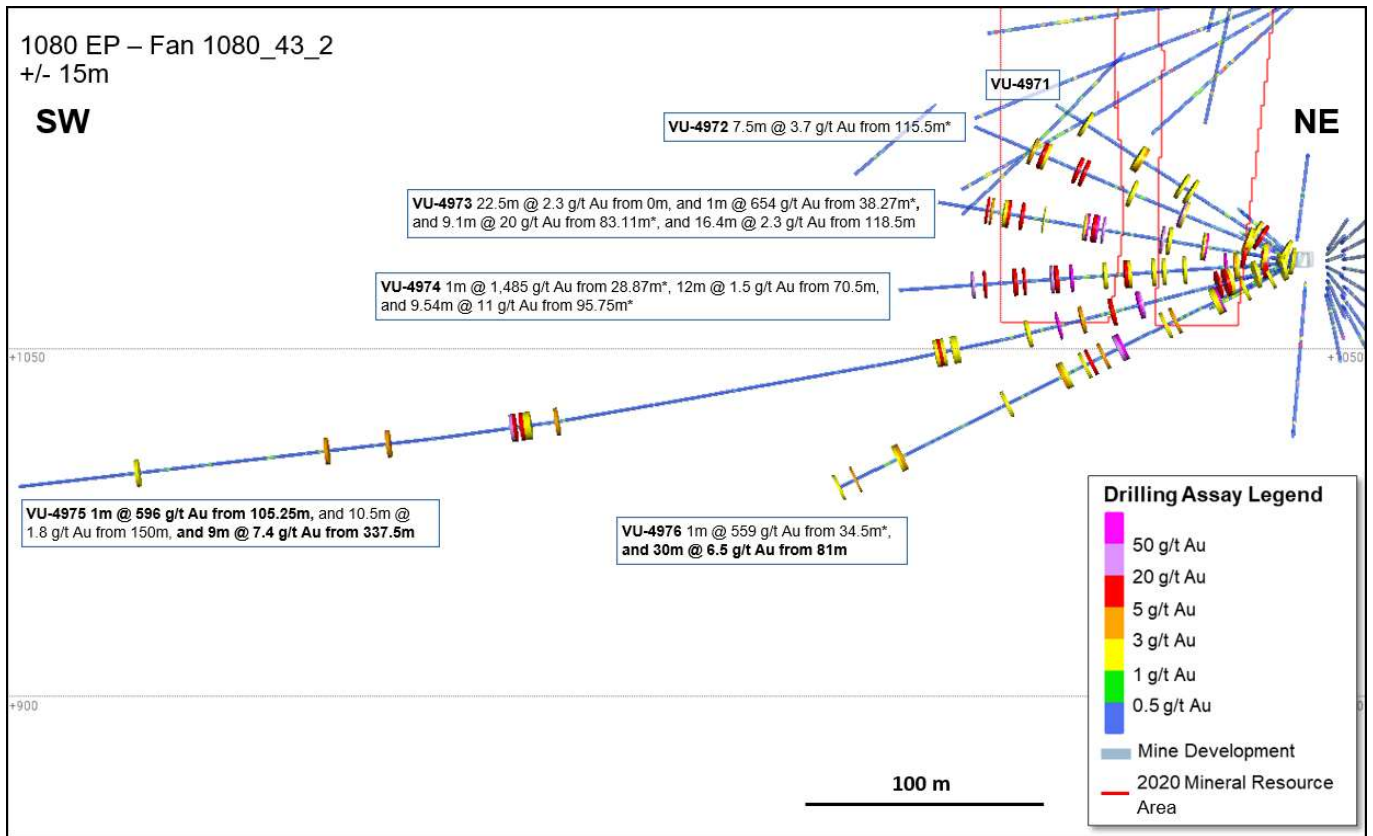 1080 EP – Fan 1080_43_2
+/- 15m
SW
NE
VU-4971
VU-4972 7.5m @ 3.7 g/t Au from 115.5m*
VU-4973 22.5m @ 2.3 g/t Au from 0m, and 1m @ 654 g/t Au from 38.27m*,
and 9.1m @ 20 g/t Au from 83.11m*, and 16.4m @ 2.3 g/t Au from 118.5m
VU-4974 1m @ 1,485 g/t Au from 28.87m*, 12m @ 1.5 g/t Au from 70.5m,
and 9.54m @ 11 g/t Au from 95.75m*
+1050
+1050
VU-4975 1m @ 596 g/t Au from 105.25m, and 10.5m @
1.8 g/t Au from 150m, and 9m @ 7.4 g/t Au from 337.5m
VU-4976 1m @ 559 g/t Au from 34.5m*,
and 30m @ 6.5 g/t Au from 81m
Drilling Assay Legend
50 g/t Au
20 g/t Au
5 g/t Au
3 g/t Au
1 g/t Au
0.5 g/t Au
Mine Development
2020 Mineral Resource
Area
+900
100 m